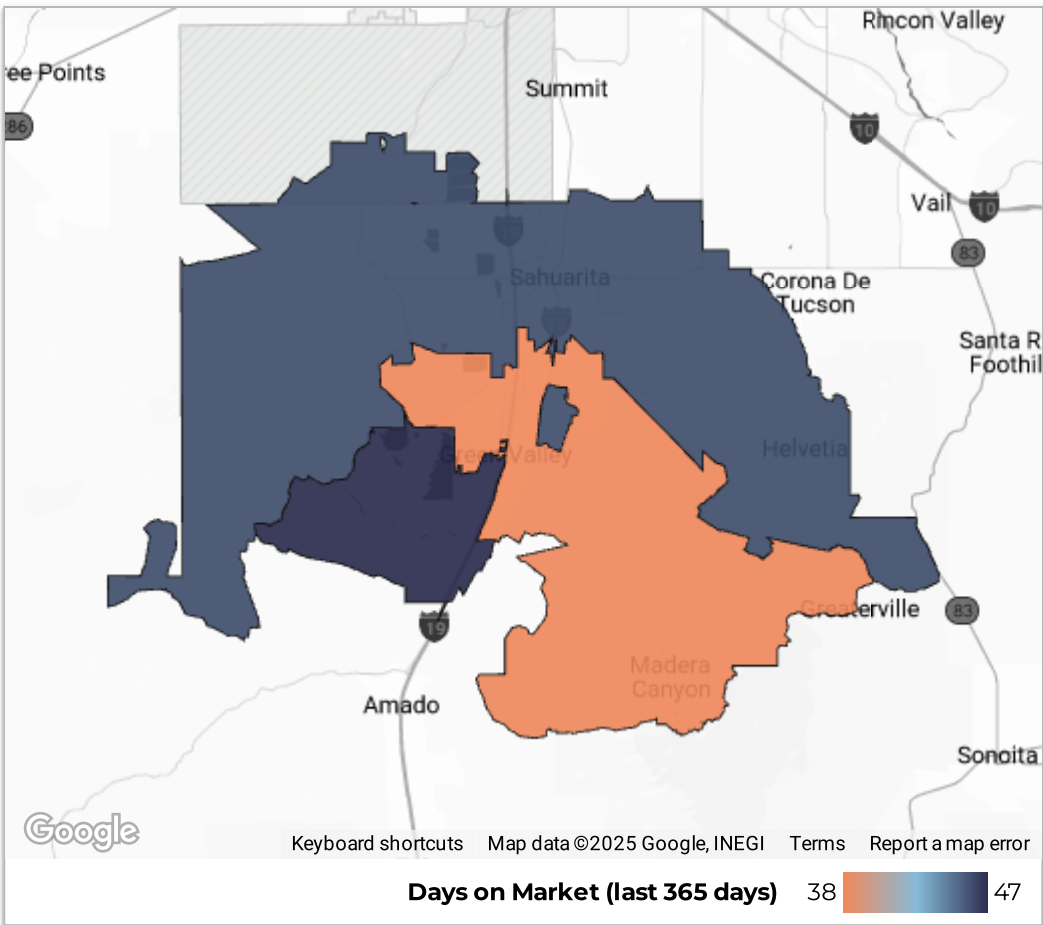 Rincon Valley
ree Points
Summit
86
10
Vail
10
83
Sahuarita
Corona De
Tucson
Santa R
Foothil
Helvetia
Green Valley
Greaterville
83
19
Madera
Canyon
Amado
Sonoita
Google
Keyboard shortcuts Map data ©2025 Google, INEGI Terms Report a map error
Days on Market (last 365 days) 38 47